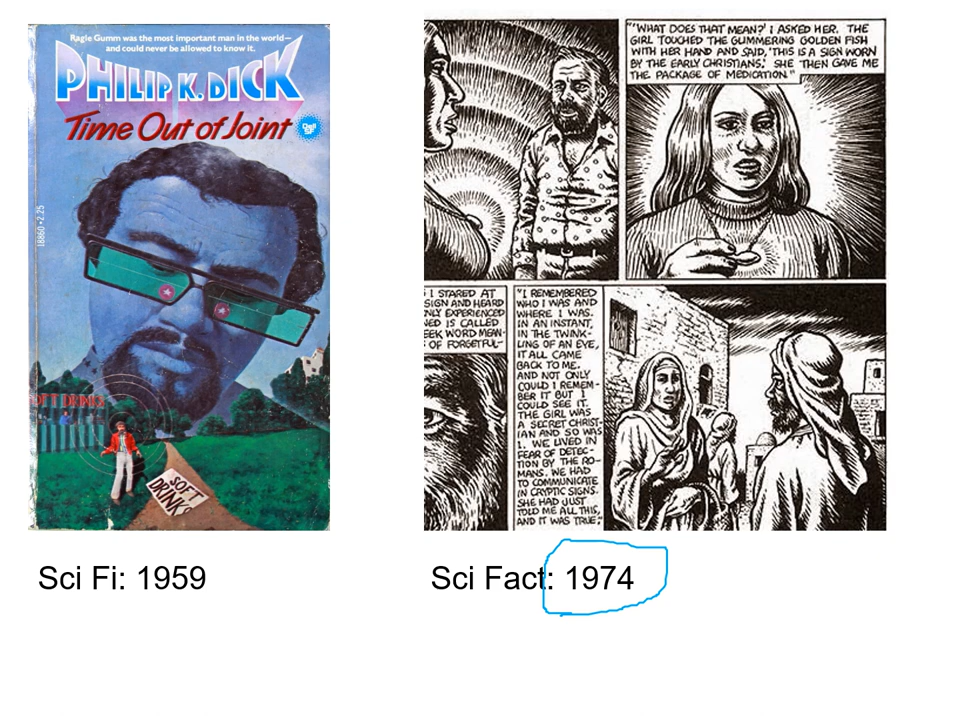 Ragle Gumm was the most important man in the world—
and could never be allowed to know it.
PHILIP K. DICK
Time Out of Joint
Dell
SF
18860 • 2.25
SOFT DRINKS
SOFT
DRINKS
"'WHAT DOES THAT MEAN?' I ASKED HER. THE
GIRL TOUCHED THE GLIMMERING GOLDEN FISH
WITH HER HAND AND SAID, 'THIS IS A SIGN WORN
BY THE EARLY CHRISTIANS.' SHE THEN GAVE ME
THE PACKAGE OF MEDICATION."
I STARED AT
SIGN AND HEARD
NLY EXPERIENCED
NED IS CALLED
EEK WORD MEAN-
OF FORGETFUL-
"I REMEMBERED
WHO I WAS AND
WHERE I WAS.
IN AN INSTANT,
IN THE TWINK-
LING OF AN EYE,
IT ALL CAME
BACK TO ME.
AND NOT ONLY
COULD I REMEM-
BER IT BUT I
COULD SEE IT.
THE GIRL WAS
A SECRET CHRIST-
IAN AND SO WAS
I. WE LIVED IN
FEAR OF DETEC-
TION BY THE RO-
MANS. WE HAD
TO COMMUNICATE
IN CRYPTIC SIGNS.
SHE HAD JUST
TOLD ME ALL THIS,
AND IT WAS TRUE."
Sci Fi: 1959
Sci Fact: 1974